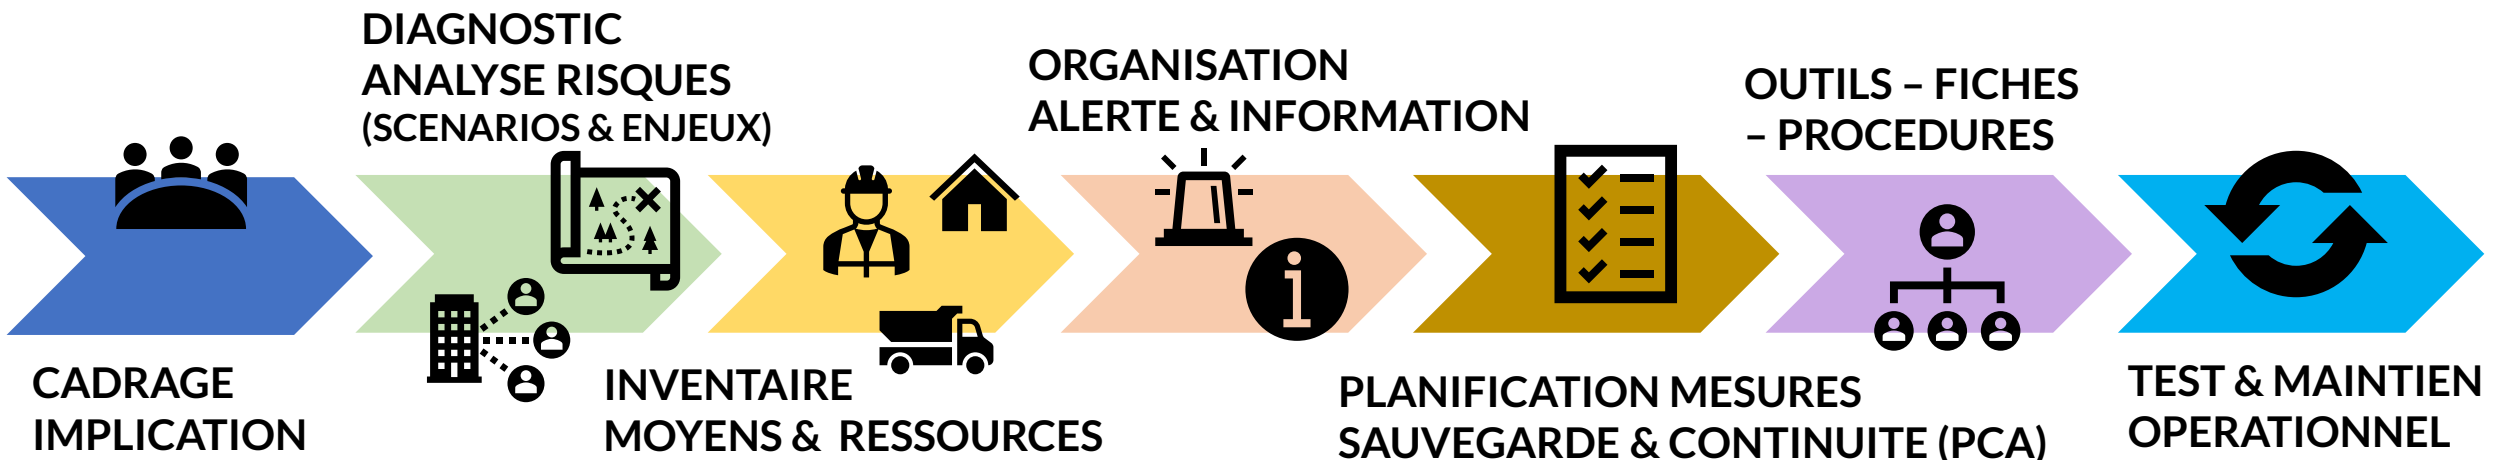 CADRAGE
IMPLICATION
DIAGNOSTIC
ANALYSE RISQUES
(SCENARIOS & ENJEUX)
INVENTAIRE
MOYENS & RESSOURCES
ORGANISATION
ALERTE & INFORMATION
PLANIFICATION MESURES
SAUVEGARDE & CONTINUITE (PCA)
OUTILS – FICHES
– PROCEDURES
TEST & MAINTIEN
OPERATIONNEL